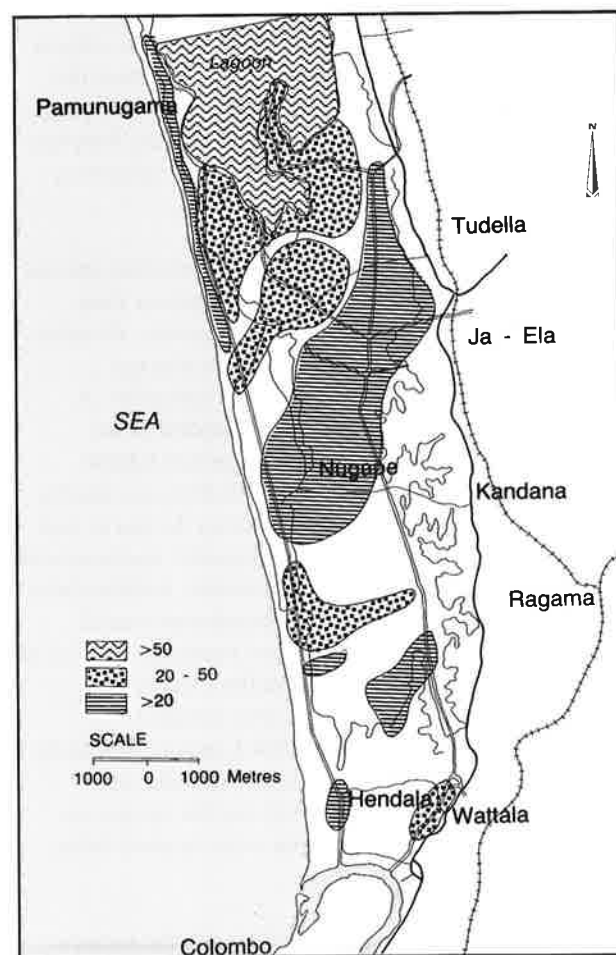 Lagoon
Pamunugama
N
Tudella
Ja - Ela
SEA
Nugape
Kandana
Ragama
>50
20 - 50
>20
SCALE
1000 0 1000 Metres
Hendala
Wattala
Colombo